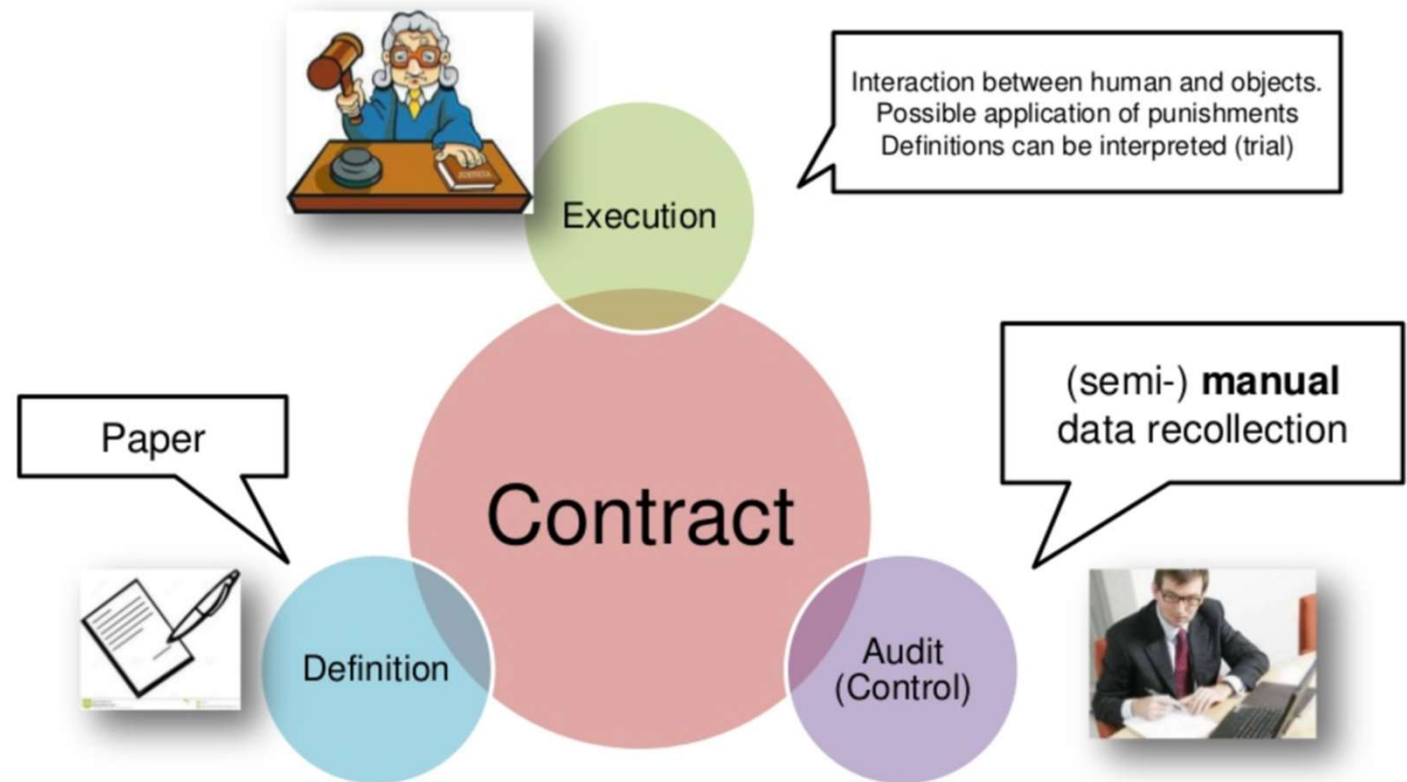 Interaction between human and objects.
Possible application of punishments
Definitions can be interpreted (trial)
Execution
(semi-) manual
data recollection
Paper
Contract
Definition
Audit
(Control)